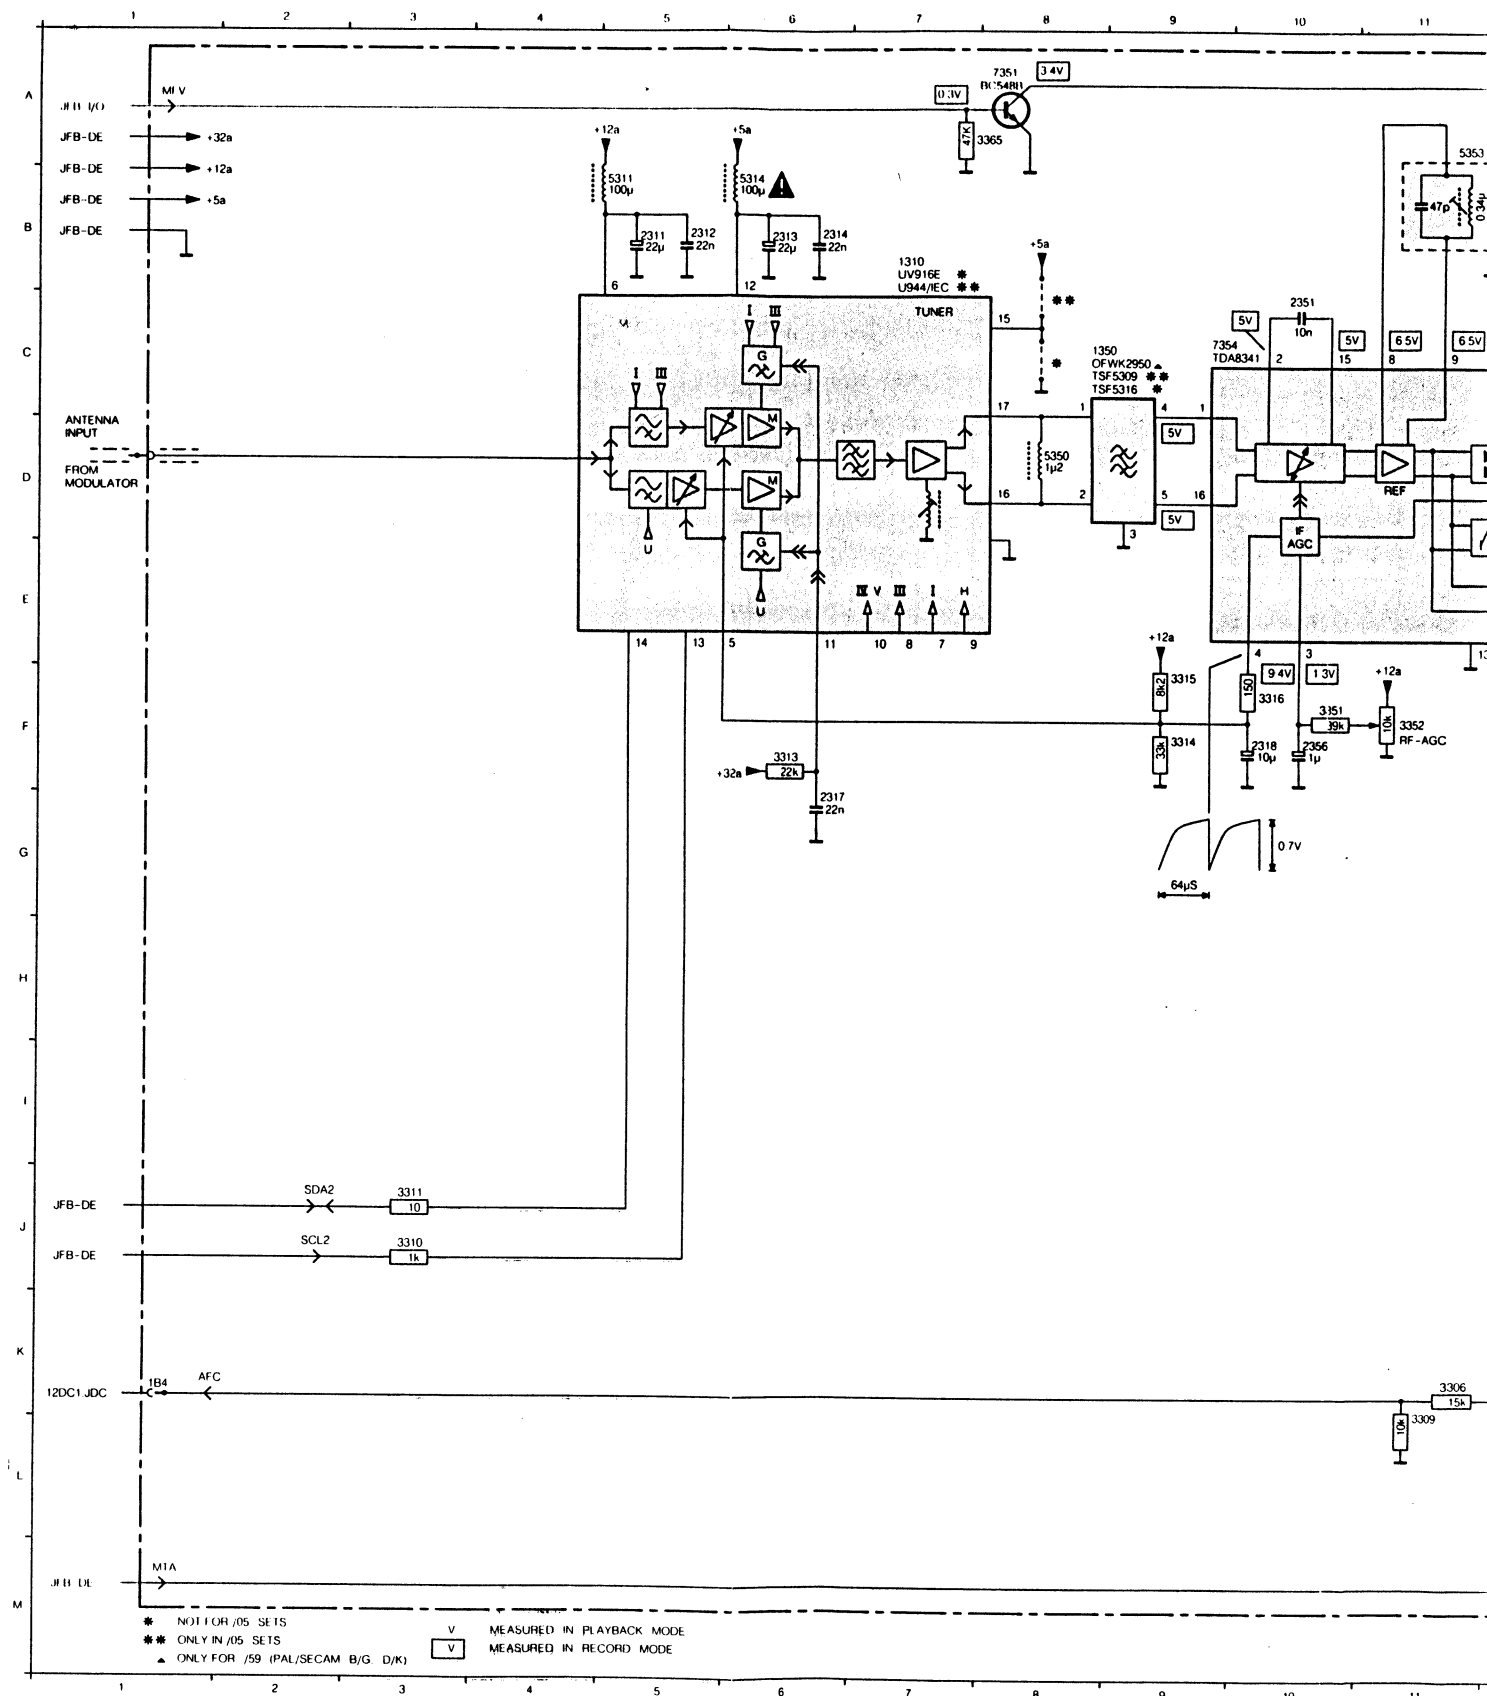 1 2 3 4 5 6 7 8 9 10 11
A
B
C
D
E
F
G
H
I
J
K
L
M
JFB-I/O
JFB-DE +32a
JFB-DE +12a
JFB-DE +5a
JFB-DE
7351
BC548B
3 4V
0.3V
47K
3365
+12a
5311
100µ
2311
22µ
2312
22n
+5a
5314
100µ
2313
22µ
2314
22n
5353
47p
0 34µ
6
12
1310
UV916E *
U944/IEC **
TUNER
+5a
**
*
15
I III
G
I III
M
M
G
U
U
17
16
IV V III I H
14 13 5 11 10 8 7 9
5350
1µ2
1350
OFWK2950 ▲
TSF5309 **
TSF5316 *
1
2
3
4
5
5V
5V
1
16
7354
TDA8341
5V
2
2351
10n
5V
15
6 5V
8
6 5V
9
REF
IF
AGC
4
3
13
9 4V
1 3V
ANTENNA
INPUT
FROM
MODULATOR
+12a
8k2
3315
33k
3314
150
3316
2318
10µ
2356
1µ
3351
39k
+12a
10k
3352
RF-AGC
+32a
3313
22k
2317
22n
0 7V
64µS
JFB-DE
SDA2
3311
10
JFB-DE
SCL2
3310
1k
12DC1.JDC
1B4
AFC
3306
15k
10k
3309
JFB DE
MTA
* NOT FOR /05 SETS
** ONLY IN /05 SETS
▲ ONLY FOR /59 (PAL/SECAM B/G D/K)
V MEASURED IN PLAYBACK MODE
V MEASURED IN RECORD MODE
1 2 3 4 5 6 7 8 9 10 11